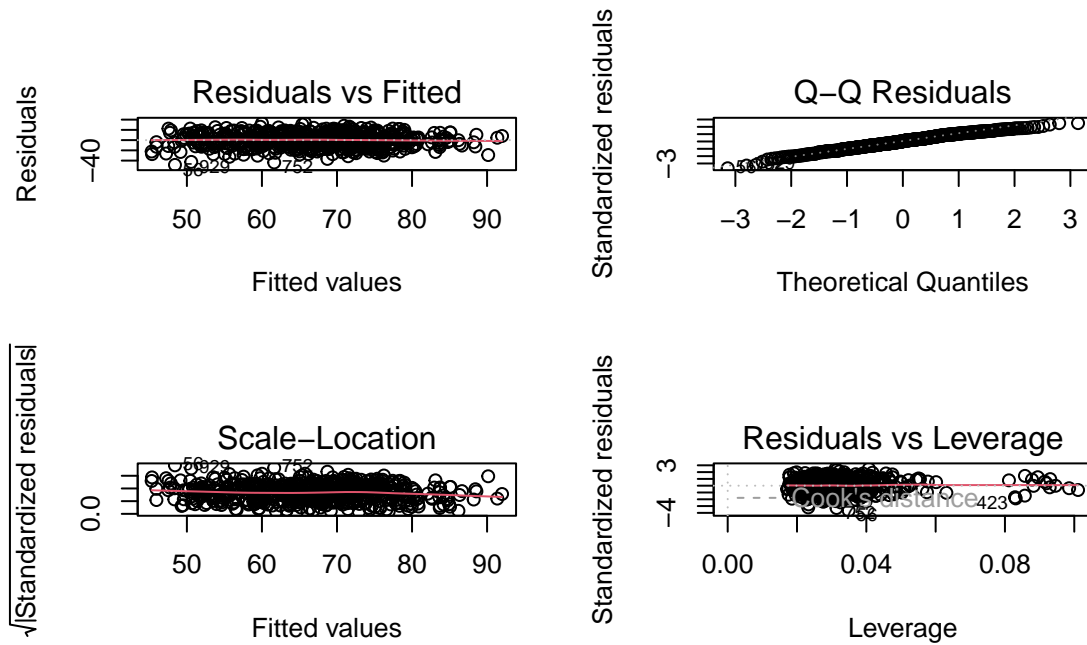 Residuals vs Fitted
Residuals
−40
929
752
50 60 70 80 90
Fitted values
Q−Q Residuals
Standardized residuals
−3
−3 −2 −1 0 1 2 3
Theoretical Quantiles
Scale−Location
√|Standardized residuals|
0.0
929
50 60 70 80 90
Fitted values
Residuals vs Leverage
Standardized residuals
3
−4
Cook's distance
423
0.00 0.04 0.08
Leverage